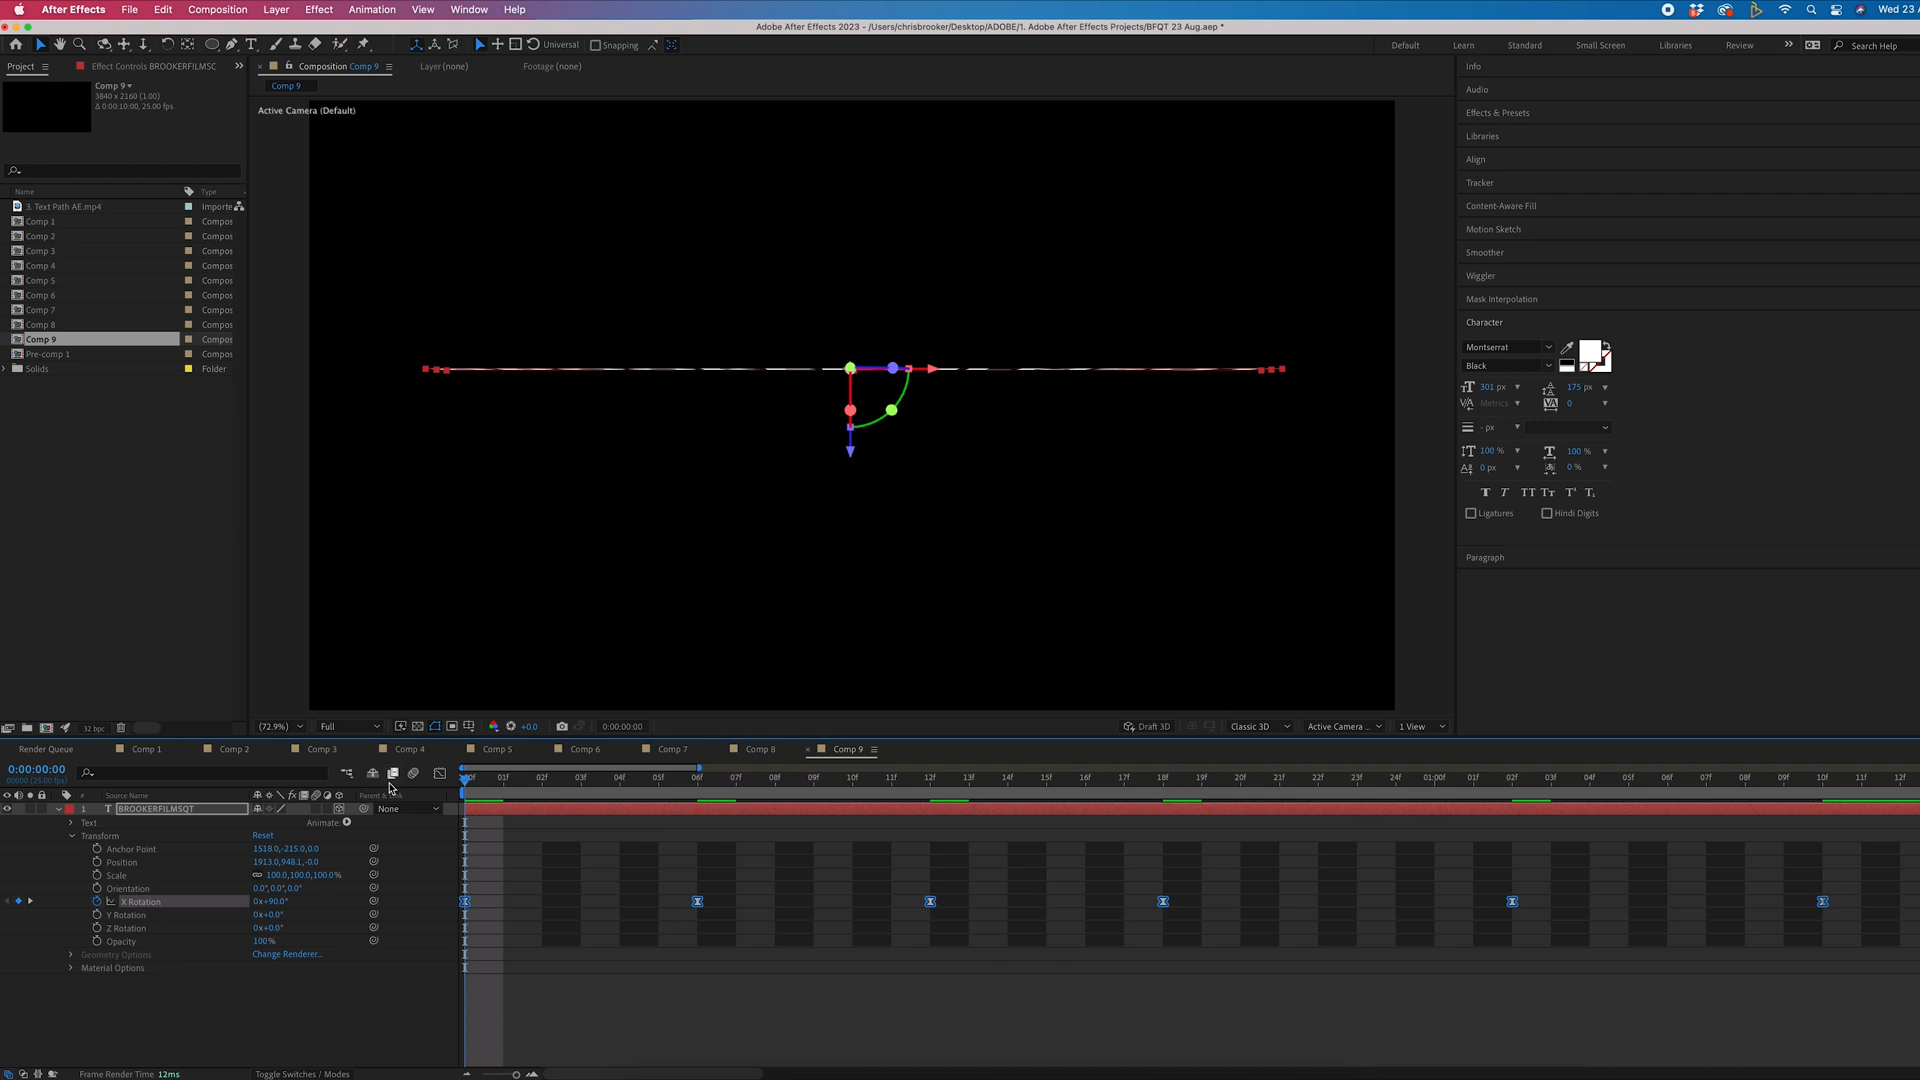 After Effects File Edit Composition Layer Effect Animation View Window Help Wed 23 A
Adobe After Effects 2023 - /Users/chrisbrooker/Desktop/ADOBE/1. Adobe After Effects Projects/BFQT 23 Aug.aep *
Universal Snapping Default Learn Standard Small Screen Libraries Review Search Help
Project Effect Controls BROOKERFILMSC Composition Comp 9 Layer (none) Footage (none)
Comp 9
3840 x 2160 (1.00)
Δ 0:00:10:00, 25.00 fps
Comp 9
Active Camera (Default)
Name Type
3. Text Path AE.mp4 Importe
Comp 1 Compos
Comp 2 Compos
Comp 3 Compos
Comp 4 Compos
Comp 5 Compos
Comp 6 Compos
Comp 7 Compos
Comp 8 Compos
Comp 9 Compos
Pre-comp 1 Compos
Solids Folder
Info
Audio
Effects & Presets
Libraries
Align
Tracker
Content-Aware Fill
Motion Sketch
Smoother
Wiggler
Mask Interpolation
Character
Montserrat
Black
301 px 175 px
Metrics 0
- px
100 % 100 %
0 px 0 %
T T TT Tт T¹ T₁
Ligatures Hindi Digits
Paragraph
32 bpc (72.9%) Full +0.0 0:00:00:00 Draft 3D Classic 3D Active Camera ... 1 View
Render Queue Comp 1 Comp 2 Comp 3 Comp 4 Comp 5 Comp 6 Comp 7 Comp 8 Comp 9
0:00:00:00
00000 (25.00 fps)
00f 01f 02f 03f 04f 05f 06f 07f 08f 09f 10f 11f 12f 13f 14f 15f 16f 17f 18f 19f 20f 21f 22f 23f 24f 01:00f 01f 02f 03f 04f 05f 06f 07f 08f 09f 10f 11f 12f
# Source Name Parent &
1 T BROOKERFILMSQT None
Text Animate:
Transform Reset
Anchor Point 1518.0,-215.0,0.0
Position 1913.0,948.1,-0.0
Scale 100.0,100.0,100.0%
Orientation 0.0°,0.0°,0.0°
X Rotation 0x+90.0°
Y Rotation 0x+0.0°
Z Rotation 0x+0.0°
Opacity 100%
Geometry Options Change Renderer...
Material Options
Frame Render Time 12ms Toggle Switches / Modes